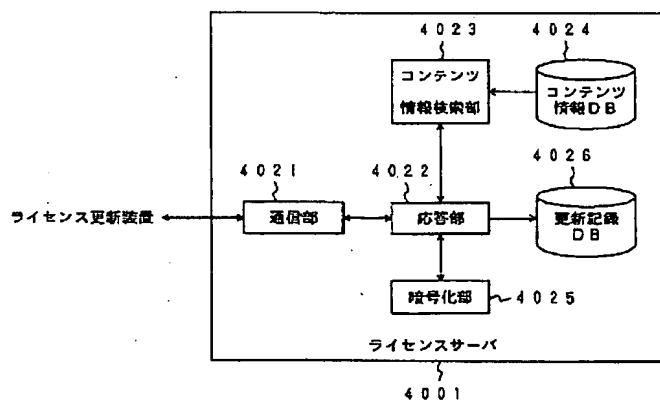 4023
4024
コンテンツ
情報検索部
コンテンツ
情報DB
4021
4022
4026
ライセンス更新装置
通信部
応答部
更新記録
DB
暗号化部
4025
ライセンスサーバ
4001